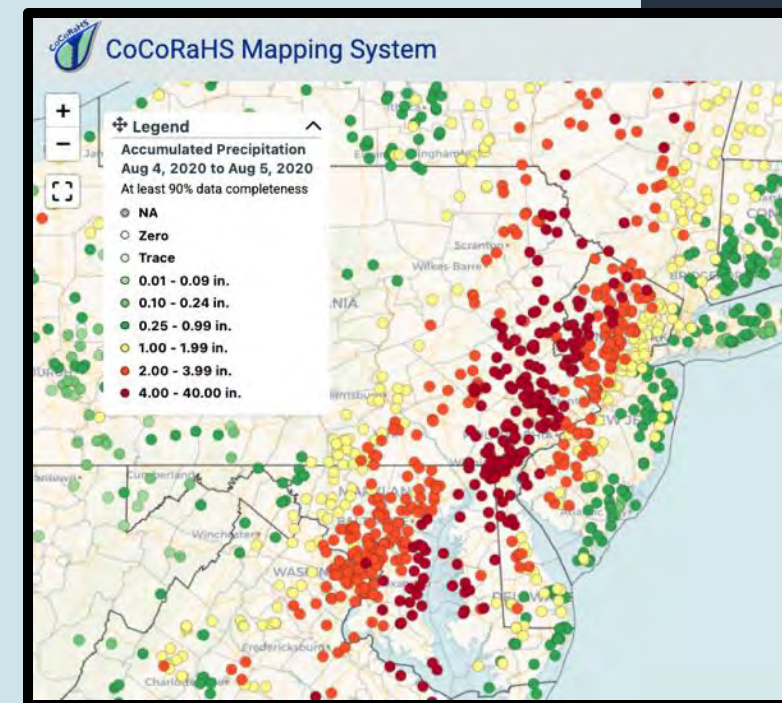 CoCoRaHS
CoCoRaHS Mapping System
+
−
Legend
Accumulated Precipitation
Aug 4, 2020 to Aug 5, 2020
At least 90% data completeness
NA
Zero
Trace
0.01 - 0.09 in.
0.10 - 0.24 in.
0.25 - 0.99 in.
1.00 - 1.99 in.
2.00 - 3.99 in.
4.00 - 40.00 in.
Scranton
Wilkes-Barre
Cumberland
Winchester
Fredericksburg